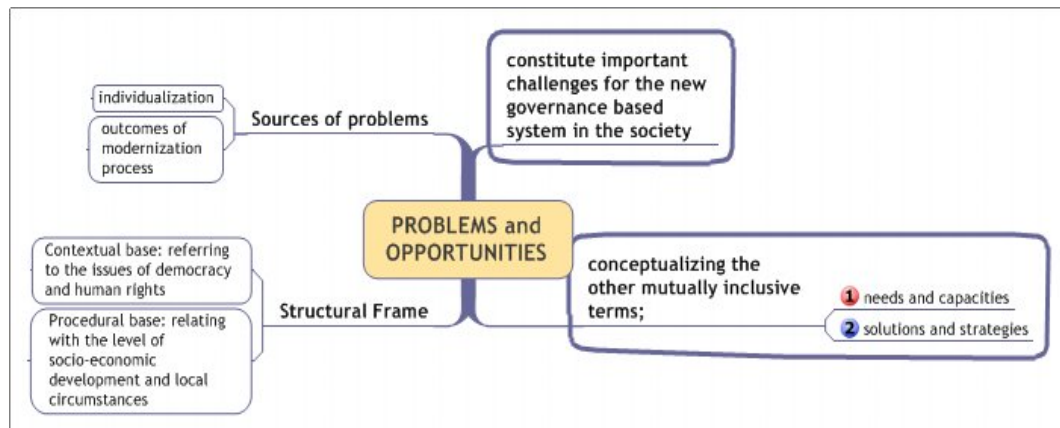 constitute important
challenges for the new
governance based
system in the society
individualization
outcomes of
modernization
process
Sources of problems
PROBLEMS and
OPPORTUNITIES
Contextual base: referring
to the issues of democracy
and human rights
Procedural base: relating
with the level of
socio-economic
development and local
circumstances
Structural Frame
conceptualizing the
other mutually inclusive
terms;
1 needs and capacities
2 solutions and strategies